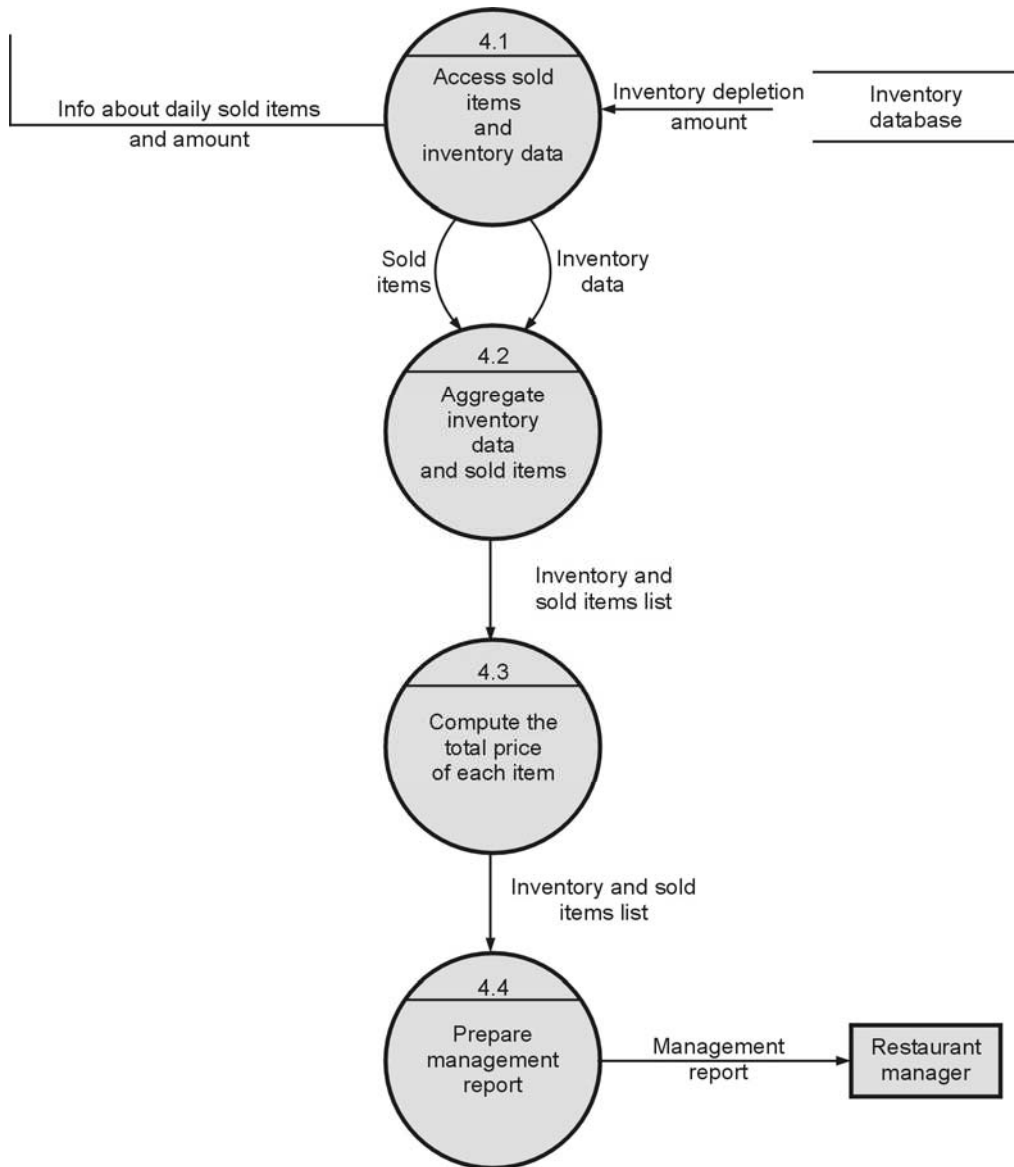 4.1
Access sold
items
and
inventory data
Info about daily sold items
and amount
Inventory depletion
amount
Inventory
database
Sold
items
Inventory
data
4.2
Aggregate
inventory
data
and sold items
Inventory and
sold items list
4.3
Compute the
total price
of each item
Inventory and sold
items list
4.4
Prepare
management
report
Management
report
Restaurant
manager